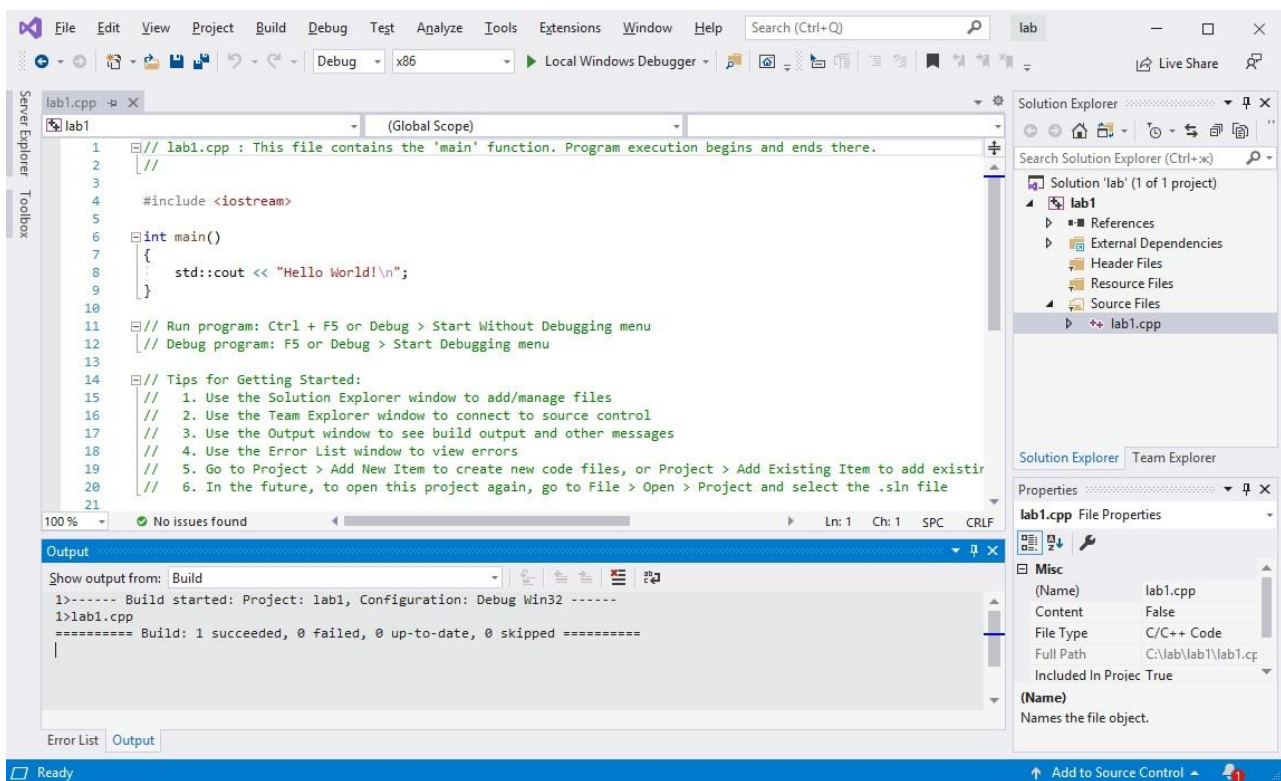 File Edit View Project Build Debug Test Analyze Tools Extensions Window Help Search (Ctrl+Q) lab
Debug x86 Local Windows Debugger Live Share
Server Explorer
Toolbox
lab1.cpp
lab1 (Global Scope)
1 // lab1.cpp : This file contains the 'main' function. Program execution begins and ends there.
2 //
3
4 #include <iostream>
5
6 int main()
7 {
8 std::cout << "Hello World!\n";
9 }
10
11 // Run program: Ctrl + F5 or Debug > Start Without Debugging menu
12 // Debug program: F5 or Debug > Start Debugging menu
13
14 // Tips for Getting Started:
15 // 1. Use the Solution Explorer window to add/manage files
16 // 2. Use the Team Explorer window to connect to source control
17 // 3. Use the Output window to see build output and other messages
18 // 4. Use the Error List window to view errors
19 // 5. Go to Project > Add New Item to create new code files, or Project > Add Existing Item to add existin
20 // 6. In the future, to open this project again, go to File > Open > Project and select the .sln file
21
100 % No issues found Ln: 1 Ch: 1 SPC CRLF
Output
Show output from: Build
1>------ Build started: Project: lab1, Configuration: Debug Win32 ------
1>lab1.cpp
========== Build: 1 succeeded, 0 failed, 0 up-to-date, 0 skipped ==========
Error List Output
Solution Explorer
Search Solution Explorer (Ctrl+ж)
Solution 'lab' (1 of 1 project)
lab1
References
External Dependencies
Header Files
Resource Files
Source Files
lab1.cpp
Solution Explorer Team Explorer
Properties
lab1.cpp File Properties
Misc
(Name) lab1.cpp
Content False
File Type C/C++ Code
Full Path C:\lab\lab1\lab1.cp
Included In Projec True
(Name)
Names the file object.
Ready Add to Source Control 1